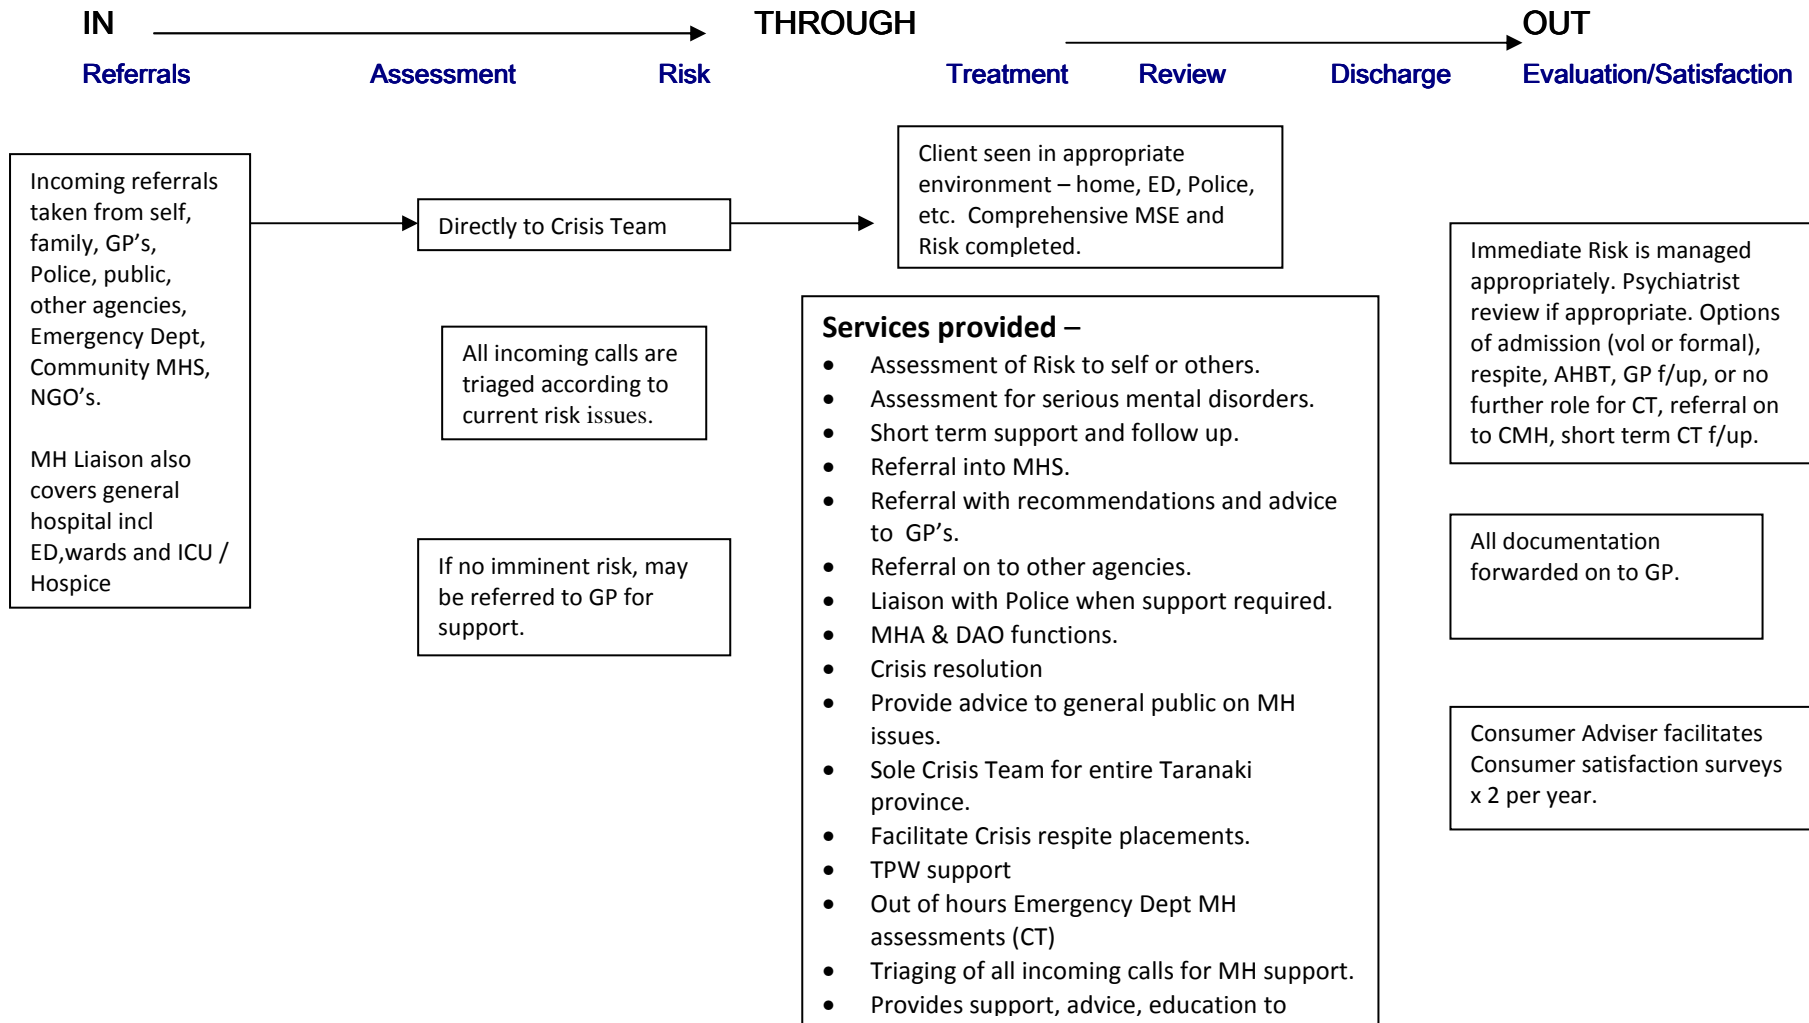 IN THROUGH OUT
Referrals Assessment Risk Treatment Review Discharge Evaluation/Satisfaction
Incoming referrals
taken from self,
family, GP's,
Police, public,
other agencies,
Emergency Dept,
Community MHS,
NGO's.
MH Liaison also
covers general
hospital incl
ED,wards and ICU /
Hospice
Directly to Crisis Team
All incoming calls are
triaged according to
current risk issues.
If no imminent risk, may
be referred to GP for
support.
Client seen in appropriate
environment – home, ED, Police,
etc. Comprehensive MSE and
Risk completed.
Services provided –
• Assessment of Risk to self or others.
• Assessment for serious mental disorders.
• Short term support and follow up.
• Referral into MHS.
• Referral with recommendations and advice
to GP's.
• Referral on to other agencies.
• Liaison with Police when support required.
• MHA & DAO functions.
• Crisis resolution
• Provide advice to general public on MH
issues.
• Sole Crisis Team for entire Taranaki
province.
• Facilitate Crisis respite placements.
• TPW support
• Out of hours Emergency Dept MH
assessments (CT)
• Triaging of all incoming calls for MH support.
• Provides support, advice, education to
Immediate Risk is managed
appropriately. Psychiatrist
review if appropriate. Options
of admission (vol or formal),
respite, AHBT, GP f/up, or no
further role for CT, referral on
to CMH, short term CT f/up.
All documentation
forwarded on to GP.
Consumer Adviser facilitates
Consumer satisfaction surveys
x 2 per year.